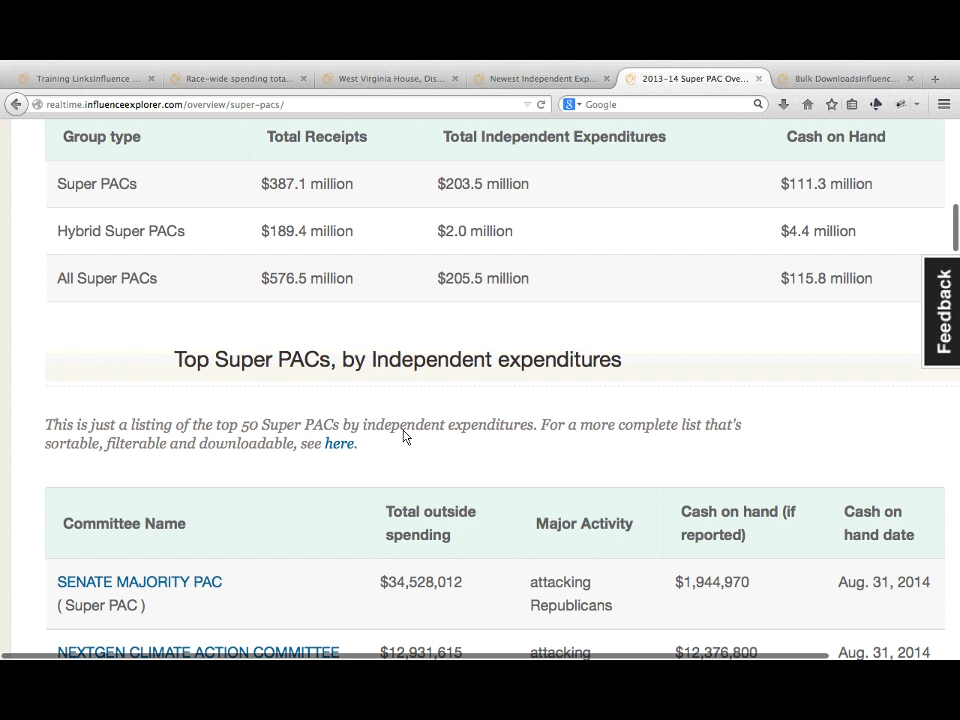 Training LinksInfluence ...
Race-wide spending tota...
West Virginia House, Dis...
Newest Independent Exp...
2013-14 Super PAC Ove...
Bulk DownloadsInfluenc...
realtime.influenceexplorer.com/overview/super-pacs/
Google
Group type Total Receipts Total Independent Expenditures Cash on Hand
Super PACs $387.1 million $203.5 million $111.3 million
Hybrid Super PACs $189.4 million $2.0 million $4.4 million
All Super PACs $576.5 million $205.5 million $115.8 million
Feedback
Top Super PACs, by Independent expenditures
This is just a listing of the top 50 Super PACs by independent expenditures. For a more complete list that's
sortable, filterable and downloadable, see here.
Committee Name Total outside spending Major Activity Cash on hand (if reported) Cash on hand date
SENATE MAJORITY PAC $34,528,012 attacking $1,944,970 Aug. 31, 2014
( Super PAC ) Republicans
NEXTGEN CLIMATE ACTION COMMITTEE $12,931,615 attacking $12,376,800 Aug. 31, 2014